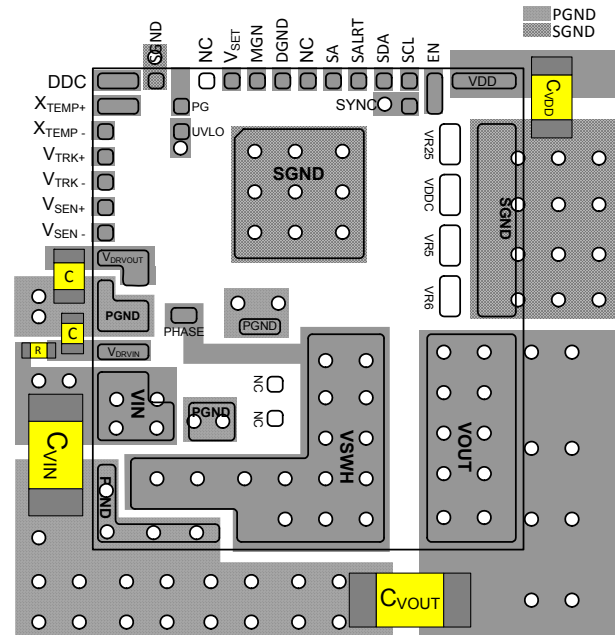 PGND
SGND
SGND
NC
VSET
MGN
DGND
NC
SA
SALRT
SDA
SCL
EN
DDC
VDD
CVDD
XTEMP+
PG
SYNC
XTEMP -
UVLO
VR25
VTRK+
SGND
VTRK -
VDDC
SGND
VSEN+
VSEN -
VR5
VDRVOUT
C
VR6
PGND
PHASE
PGND
C
R
VDRVIN
NC
VIN
PGND
NC
CVIN
VSWH
VOUT
PGND
CVOUT